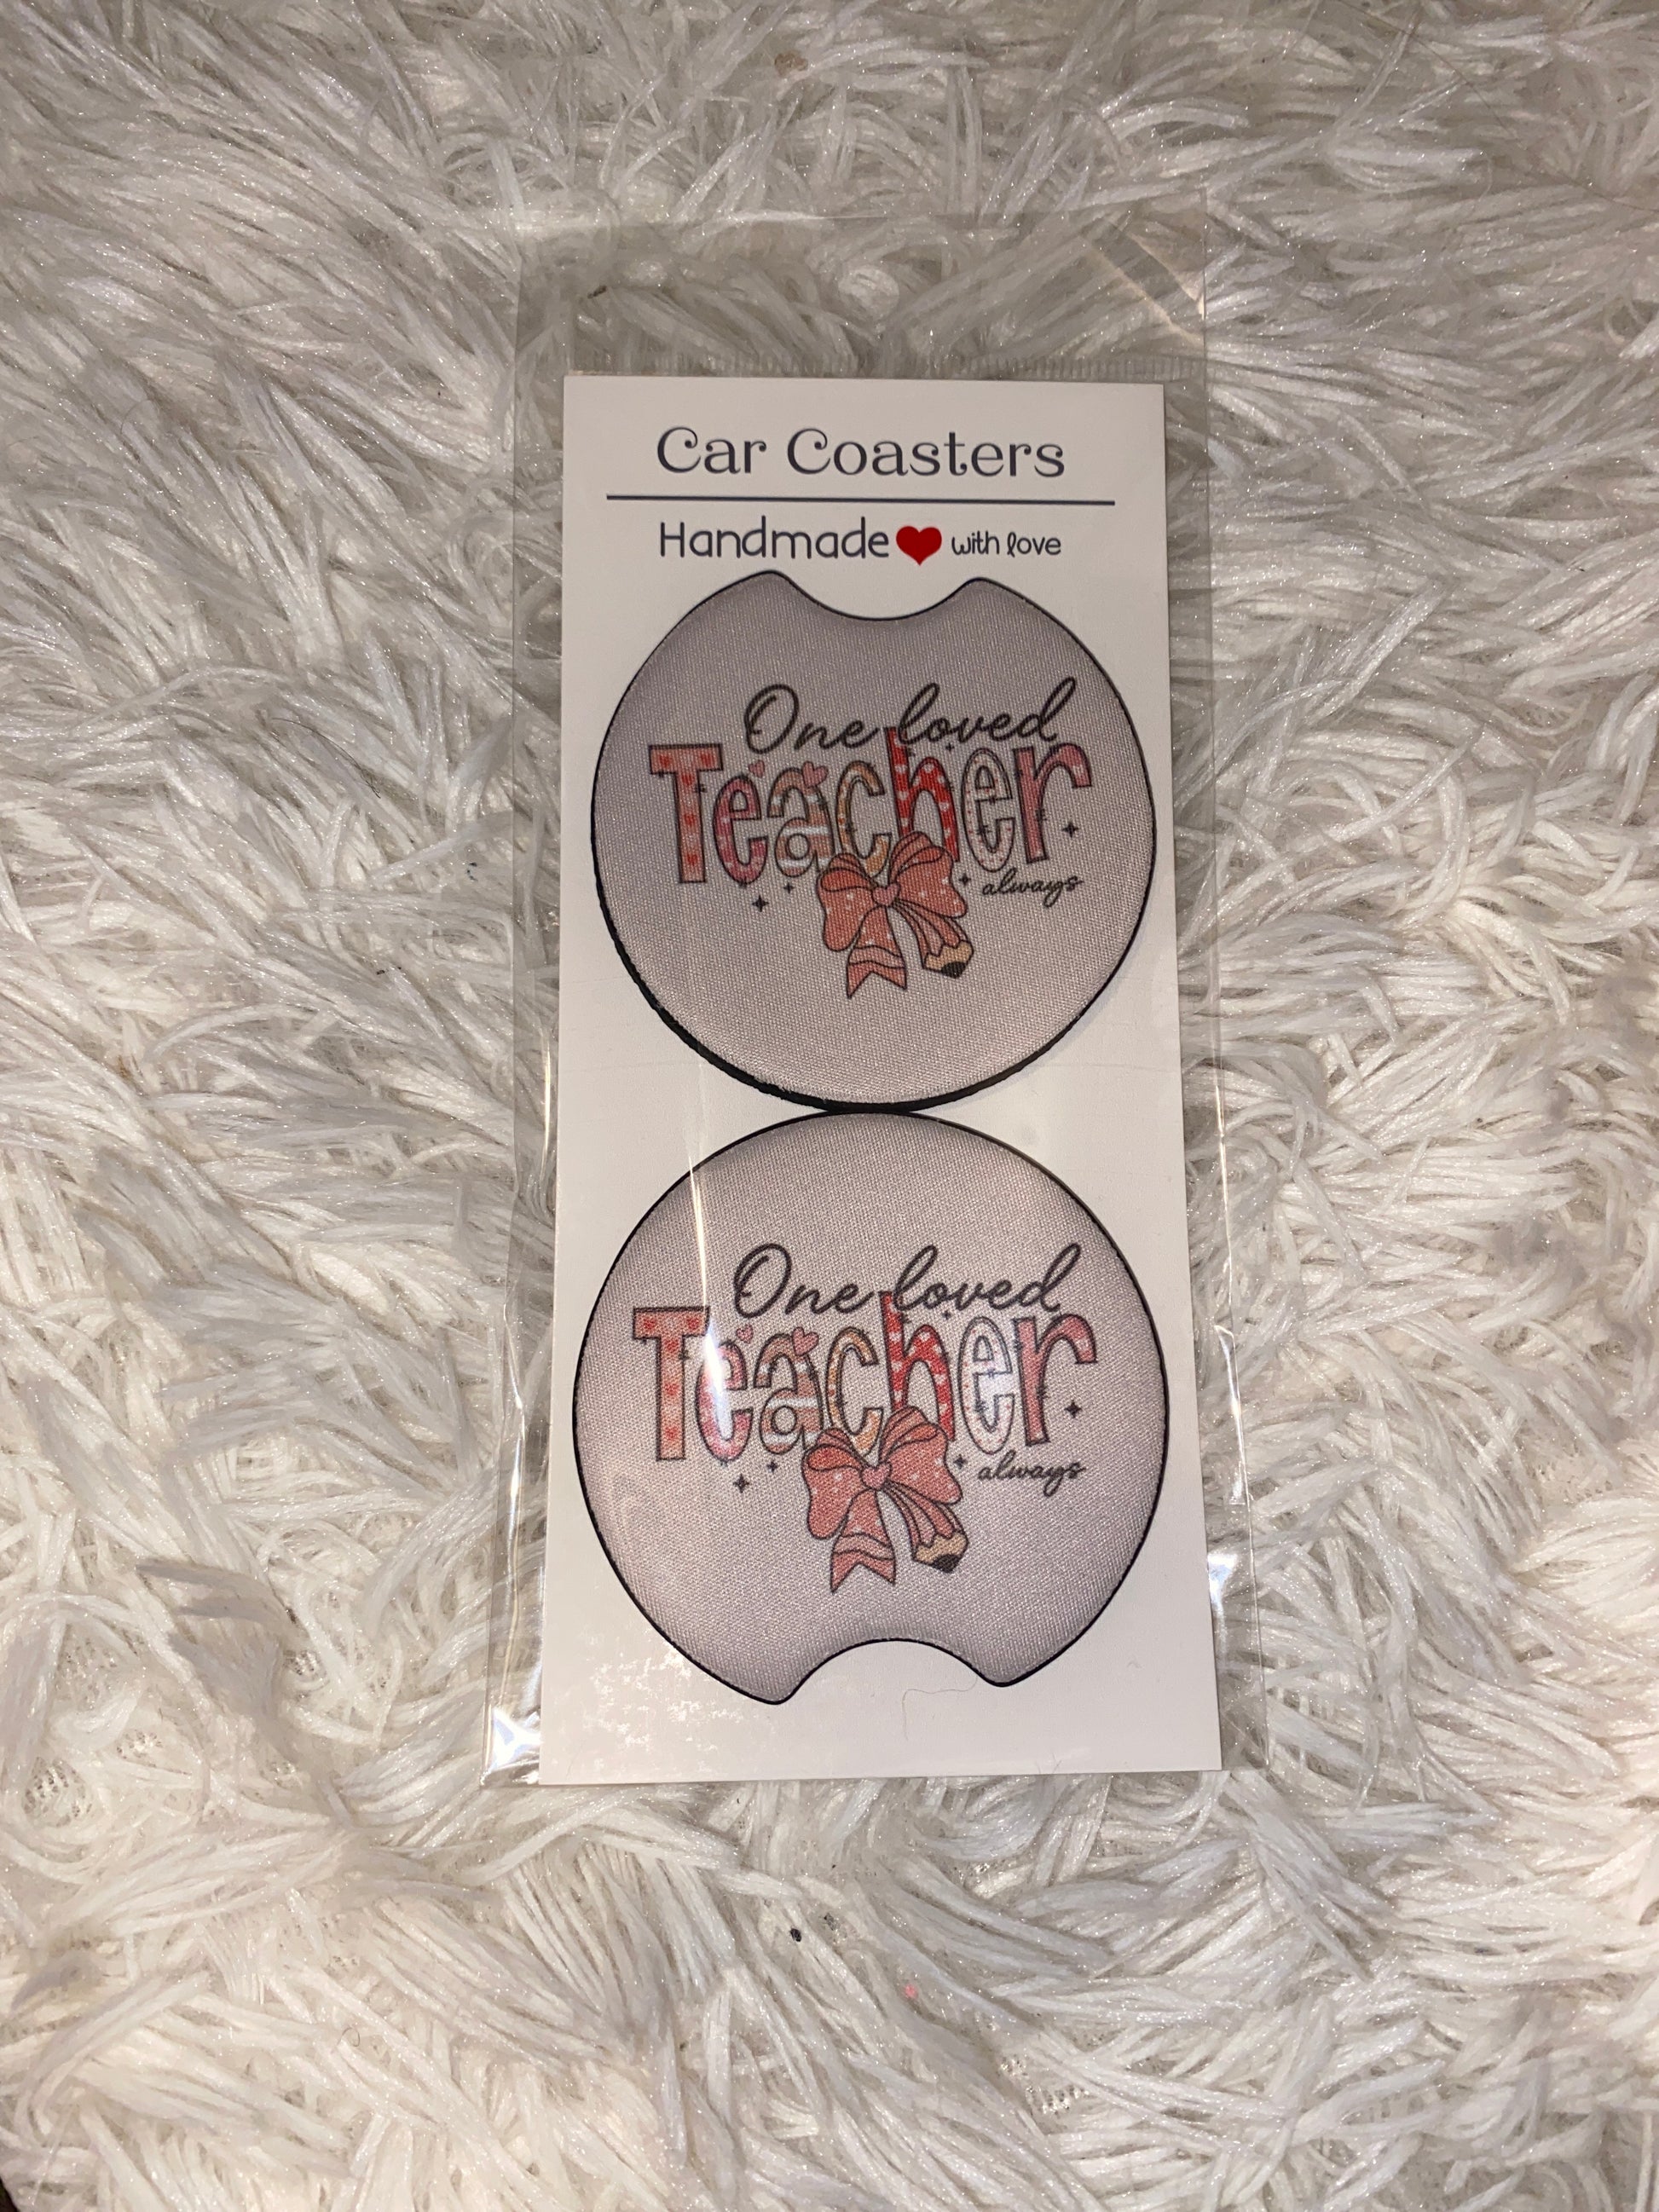 Car Coasters
Handmade with love
One loved
Teacher
always
One loved
Teacher
always